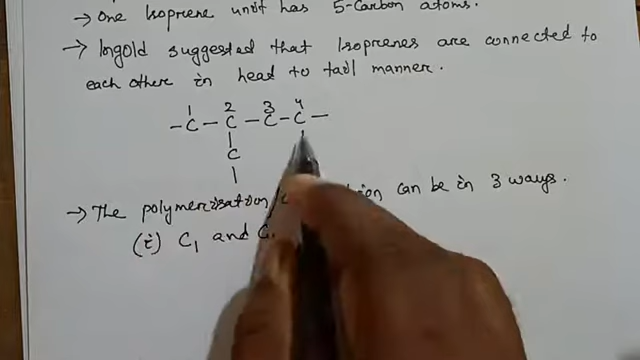 → One Isoprene unit has 5-Carbon atoms.
→ Ingold suggested that Isoprenes are connected to
each other in head to tail manner.
1 2 3 4
- C - C - C - C -
|
C
|
→ The polymerisation can be in 3 ways.
(i) C1 and